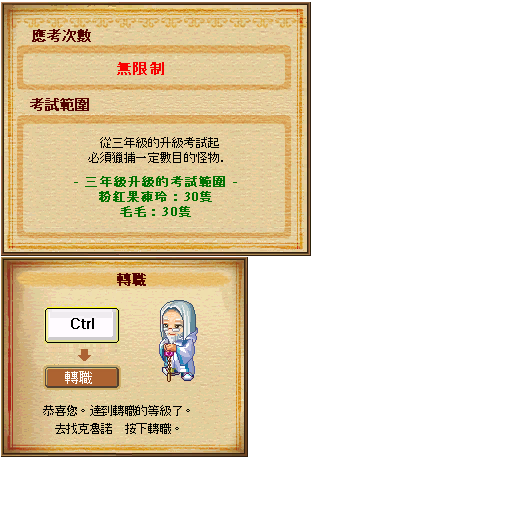 應考次數
無限制
考試範圍
從三年級的升級考試起
必須獵捕一定數目的怪物.
- 三年級升級的考試範圍 -
粉紅果凍玲 : 30隻
毛毛 : 30隻
轉職
Ctrl
轉職
恭喜您。達到轉職的等級了。
去找克魯諾 按下轉職。